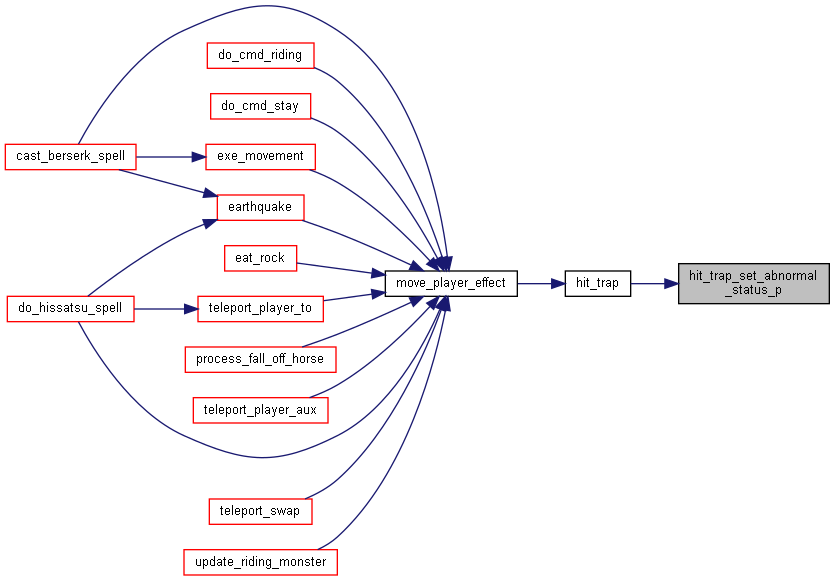 do_cmd_riding
do_cmd_stay
cast_berserk_spell
exe_movement
earthquake
eat_rock
move_player_effect
hit_trap
hit_trap_set_abnormal
_status_p
do_hissatsu_spell
teleport_player_to
process_fall_off_horse
teleport_player_aux
teleport_swap
update_riding_monster